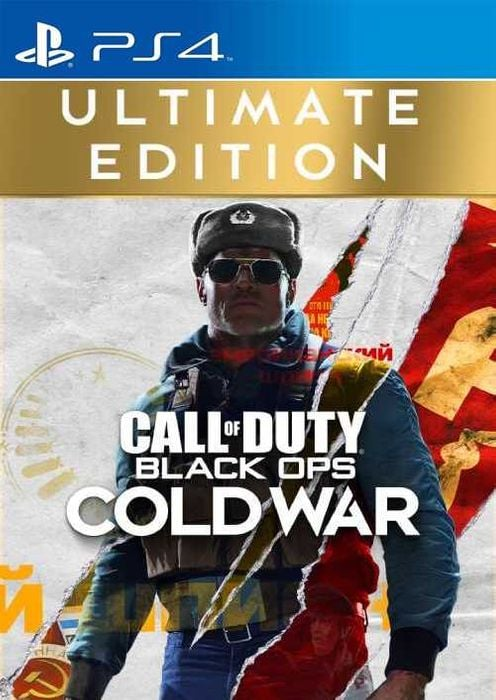 PS4
ULTIMATE
EDITION
CALL OF DUTY
BLACK OPS
COLD WAR